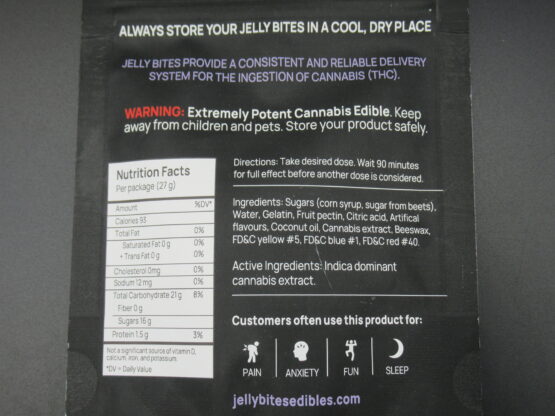 ALWAYS STORE YOUR JELLY BITES IN A COOL, DRY PLACE
JELLY BITES PROVIDE A CONSISTENT AND RELIABLE DELIVERY
SYSTEM FOR THE INGESTION OF CANNABIS (THC).
WARNING: Extremely Potent Cannabis Edible. Keep
away from children and pets. Store your product safely.
Nutrition Facts
Per package (27 g)
Amount %DV*
Calories 93
Total Fat 0%
Saturated Fat 0 g 0%
+ Trans Fat 0 g 0%
Cholesterol 0mg 0%
Sodium 12 mg 0%
Total Carbohydrate 21 g 8%
Fiber 0 g
Sugars 16 g
Protein 1.5 g 3%
Not a significant source of vitamin D,
calcium, iron, and potassium.
*DV = Daily Value
Directions: Take desired dose. Wait 90 minutes
for full effect before another dose is considered.
Ingredients: Sugars (corn syrup, sugar from beets),
Water, Gelatin, Fruit pectin, Citric acid, Artifical
flavours, Coconut oil, Cannabis extract, Beeswax,
FD&C yellow #5, FD&C blue #1, FD&C red #40.
Active Ingredients: Indica dominant
cannabis extract.
Customers often use this product for:
PAIN ANXIETY FUN SLEEP
jellybitesedibles.com